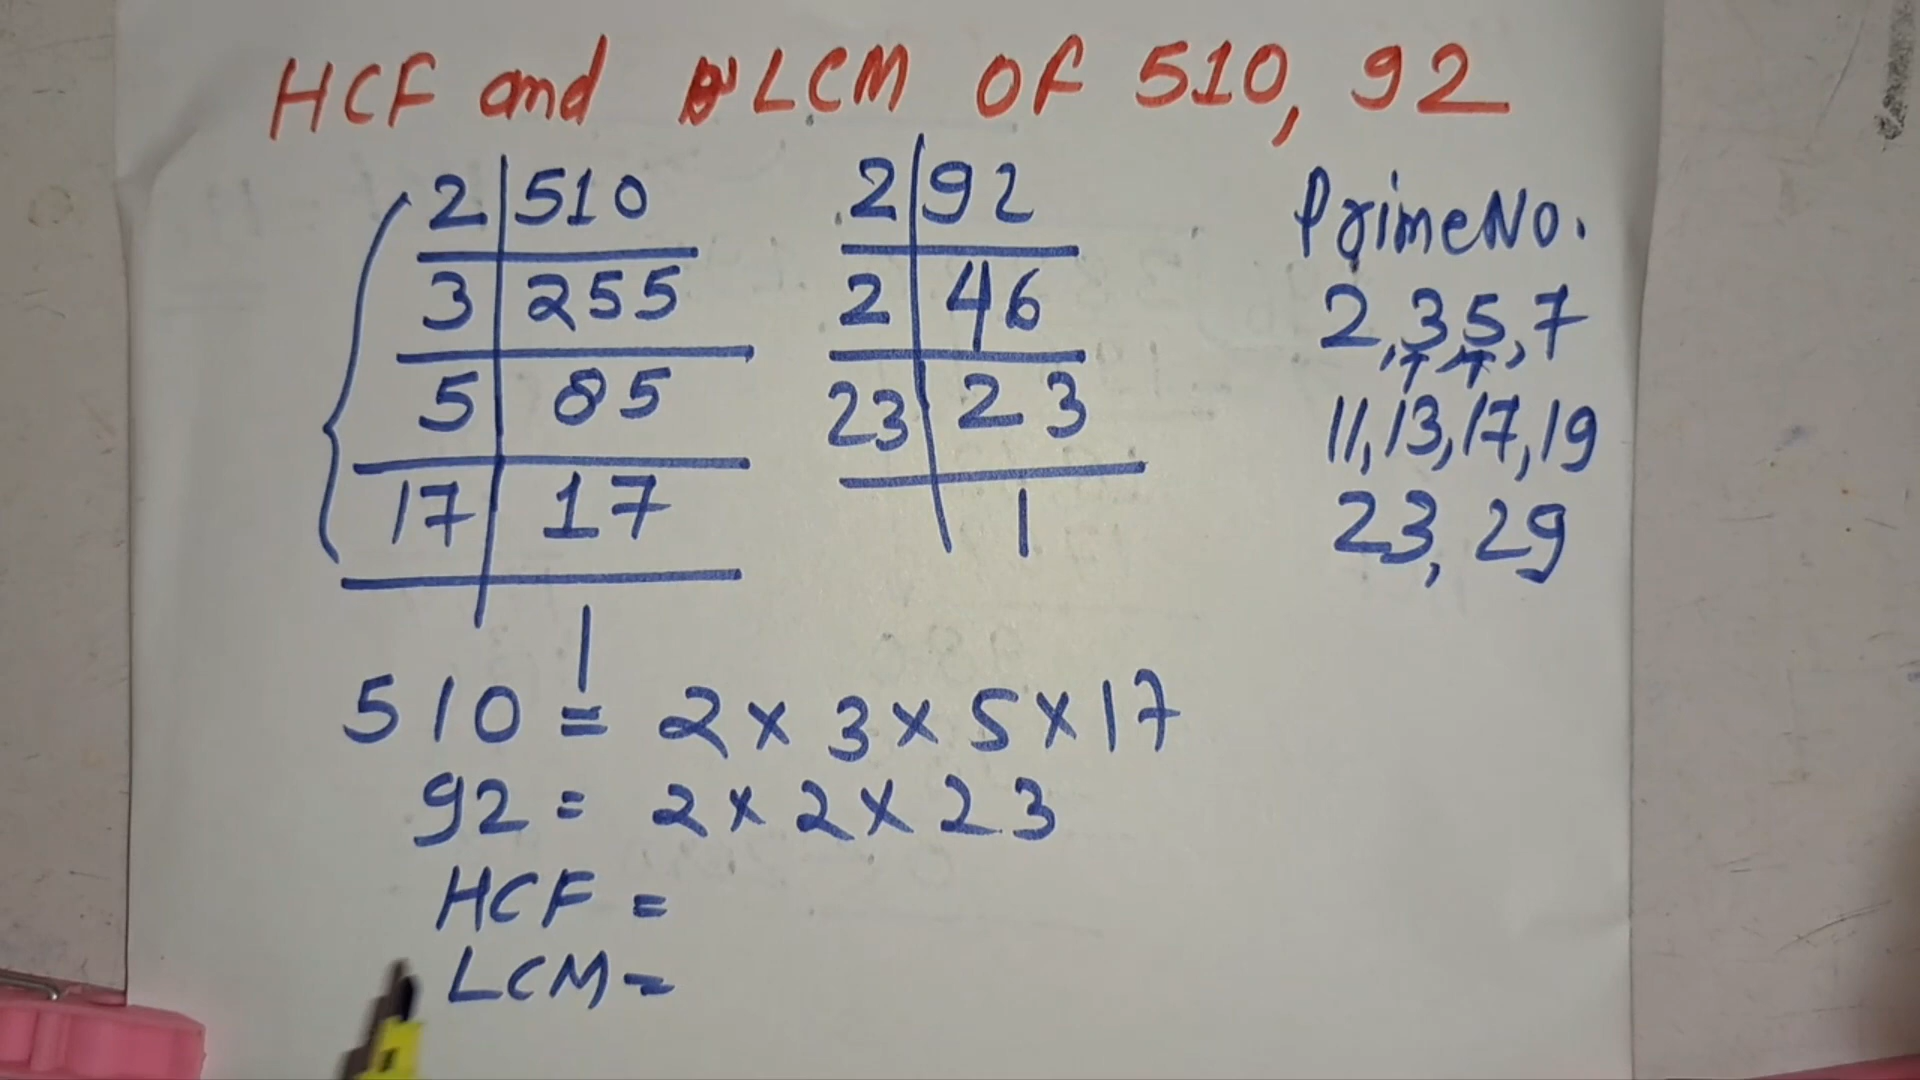 HCF and LCM OF 510, 92
2 510
3 255
5 85
17 17
1
2 92
2 46
23 23
1
Prime No.
2, 3, 5, 7
11, 13, 17, 19
23, 29
510 = 2 × 3 × 5 × 17
92 = 2 × 2 × 23
HCF =
LCM =